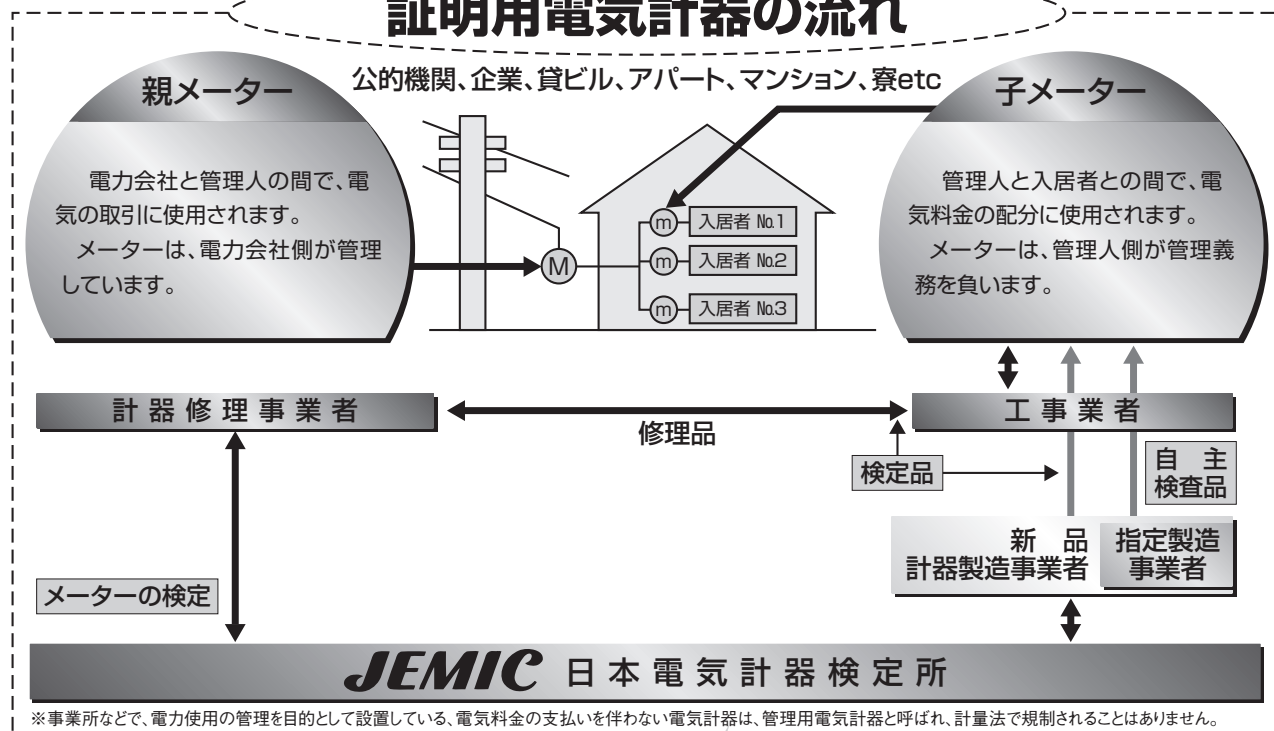 証明用電気計器の流れ
公的機関、企業、貸ビル、アパート、マンション、寮etc
親メーター
電力会社と管理人の間で、電
気の取引に使用されます。
メーターは、電力会社側が管理
しています。
M
m
入居者 №1
m
入居者 №2
m
入居者 №3
子メーター
管理人と入居者との間で、電
気料金の配分に使用されます。
メーターは、管理人側が管理義
務を負います。
計器修理事業者
修理品
工事業者
検定品
自主
検査品
新品
計器製造事業者
指定製造
事業者
メーターの検定
JEMIC 日本電気計器検定所
※事業所などで、電力使用の管理を目的として設置している、電気料金の支払いを伴わない電気計器は、管理用電気計器と呼ばれ、計量法で規制されることはありません。